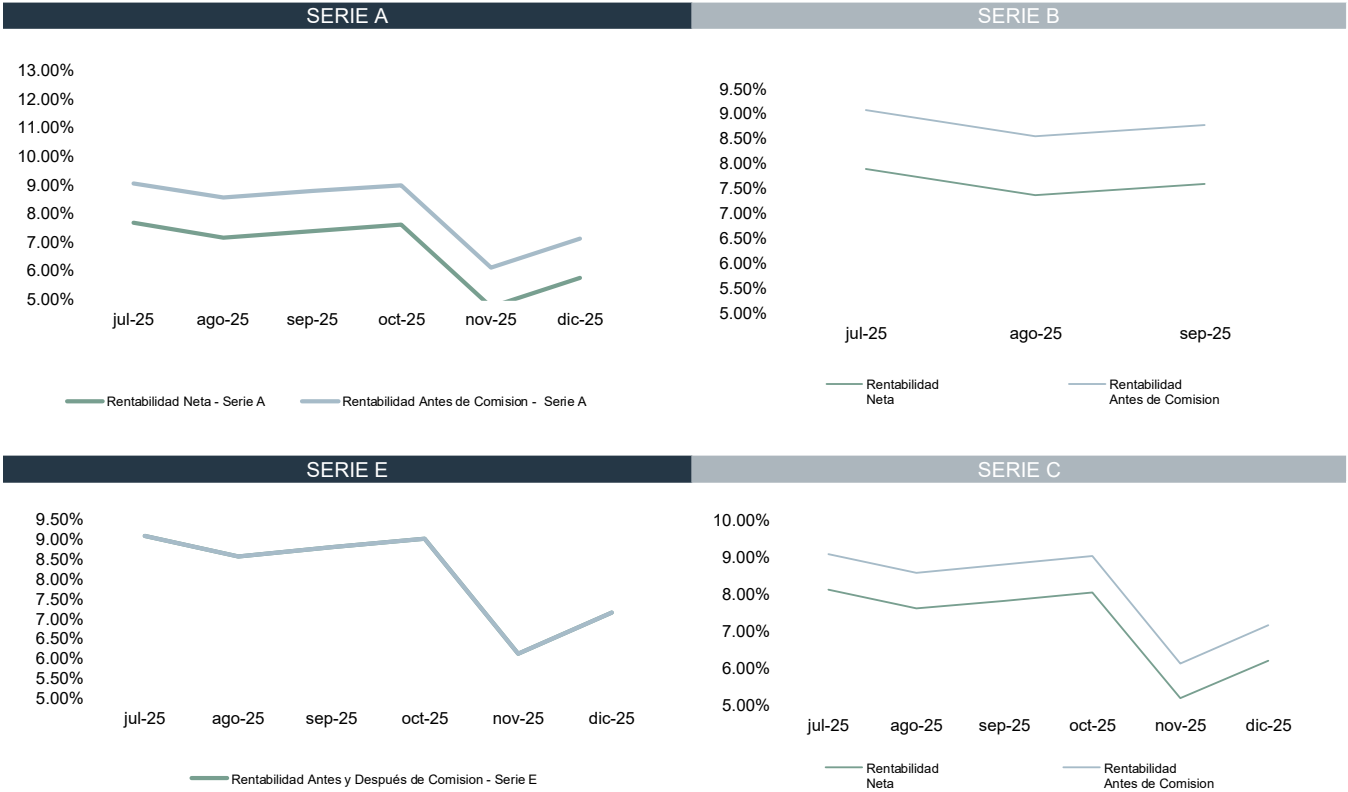 SERIE A
13.00%
12.00%
11.00%
10.00%
9.00%
8.00%
7.00%
6.00%
5.00%
jul-25 ago-25 sep-25 oct-25 nov-25 dic-25
Rentabilidad Neta - Serie A Rentabilidad Antes de Comision - Serie A
SERIE B
9.50%
9.00%
8.50%
8.00%
7.50%
7.00%
6.50%
6.00%
5.50%
5.00%
jul-25 ago-25 sep-25
Rentabilidad
Neta
Rentabilidad
Antes de Comision
SERIE E
9.50%
9.00%
8.50%
8.00%
7.50%
7.00%
6.50%
6.00%
5.50%
5.00%
jul-25 ago-25 sep-25 oct-25 nov-25 dic-25
Rentabilidad Antes y Después de Comision - Serie E
SERIE C
10.00%
9.00%
8.00%
7.00%
6.00%
5.00%
jul-25 ago-25 sep-25 oct-25 nov-25 dic-25
Rentabilidad
Neta
Rentabilidad
Antes de Comision